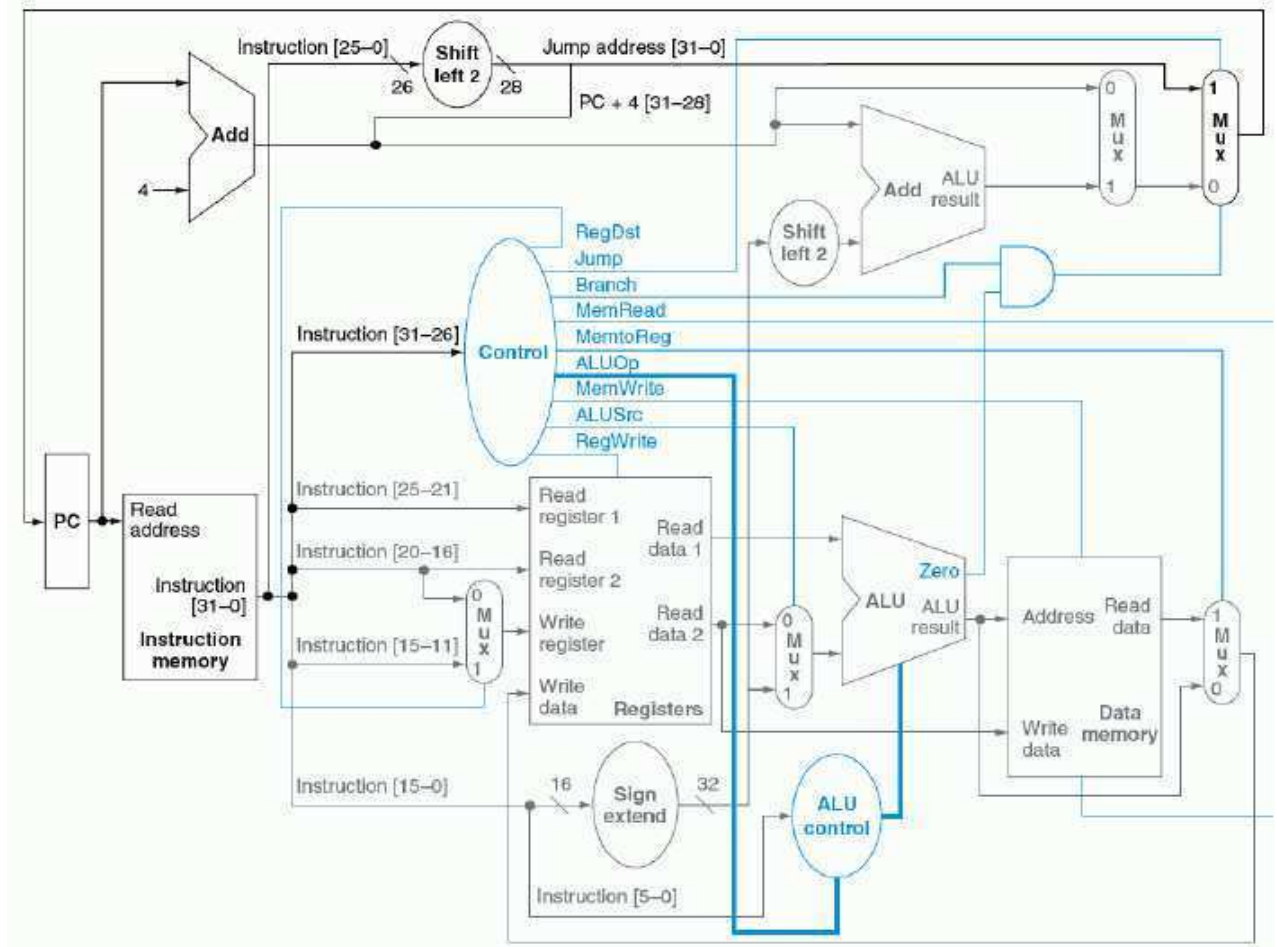 Instruction [25–0]
Shift
left 2
Jump address [31–0]
26
28
PC + 4 [31–28]
Add
4
0
M
u
x
1
1
M
u
x
0
Add
ALU
result
Shift
left 2
RegDst
Jump
Branch
MemRead
MemtoReg
ALUOp
MemWrite
ALUSrc
RegWrite
Instruction [31–26]
Control
PC
Read
address
Instruction
[31–0]
Instruction
memory
Instruction [25–21]
Instruction [20–16]
Instruction [15–11]
Instruction [15–0]
0
M
u
x
1
Read
register 1
Read
register 2
Write
register
Write
data
Read
data 1
Read
data 2
Registers
0
M
u
x
1
Zero
ALU
ALU
result
Address
Read
data
Write
data
Data
memory
1
M
u
x
0
16
Sign
extend
32
ALU
control
Instruction [5–0]